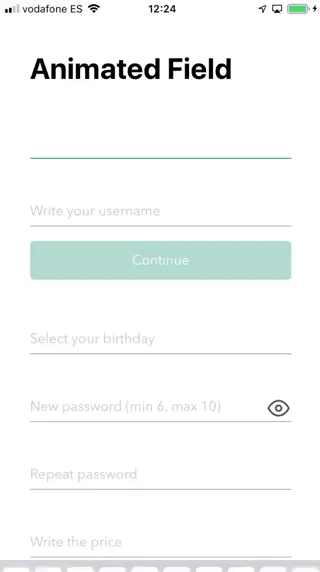 vodafone ES 12:24
Animated Field
Write your username
Continue
Select your birthday
New password (min 6, max 10)
Repeat password
Write the price